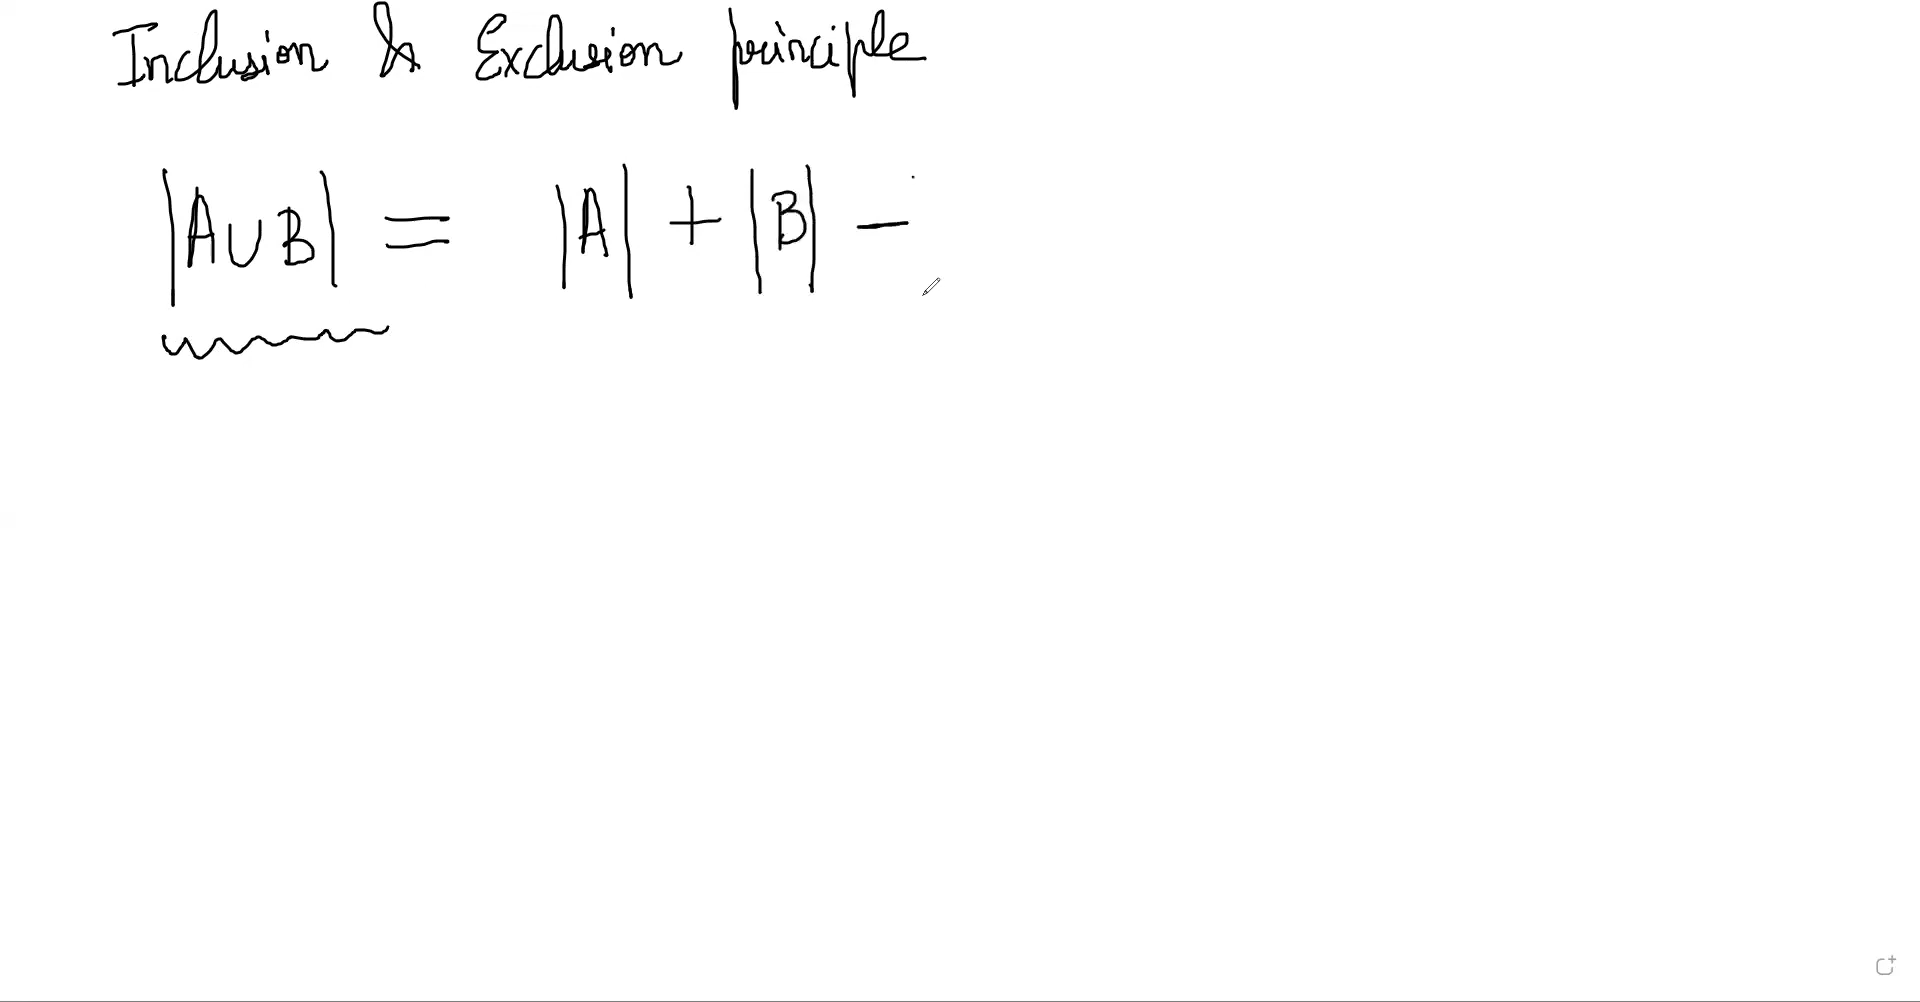 Inclusion & Exclusion principle
|A∪B| = |A| + |B| −